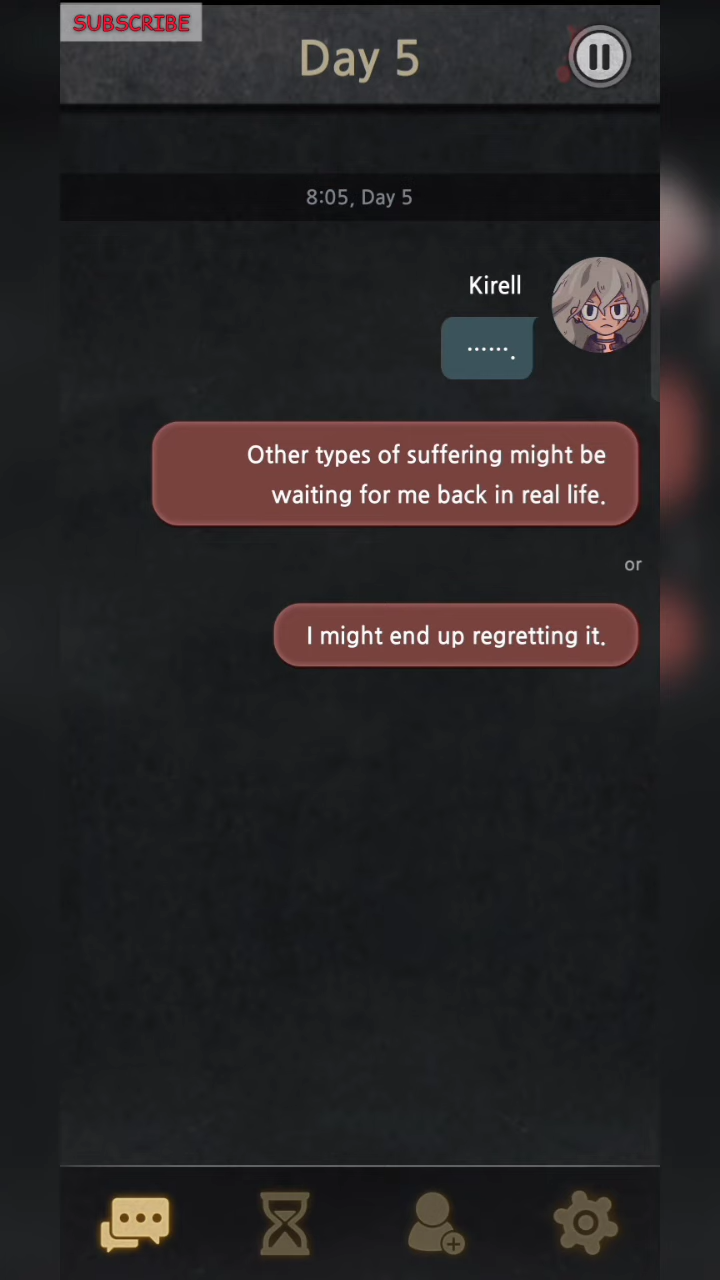 SUBSCRIBE
Day 5
8:05, Day 5
Kirell
…….
Other types of suffering might be
waiting for me back in real life.
or
I might end up regretting it.